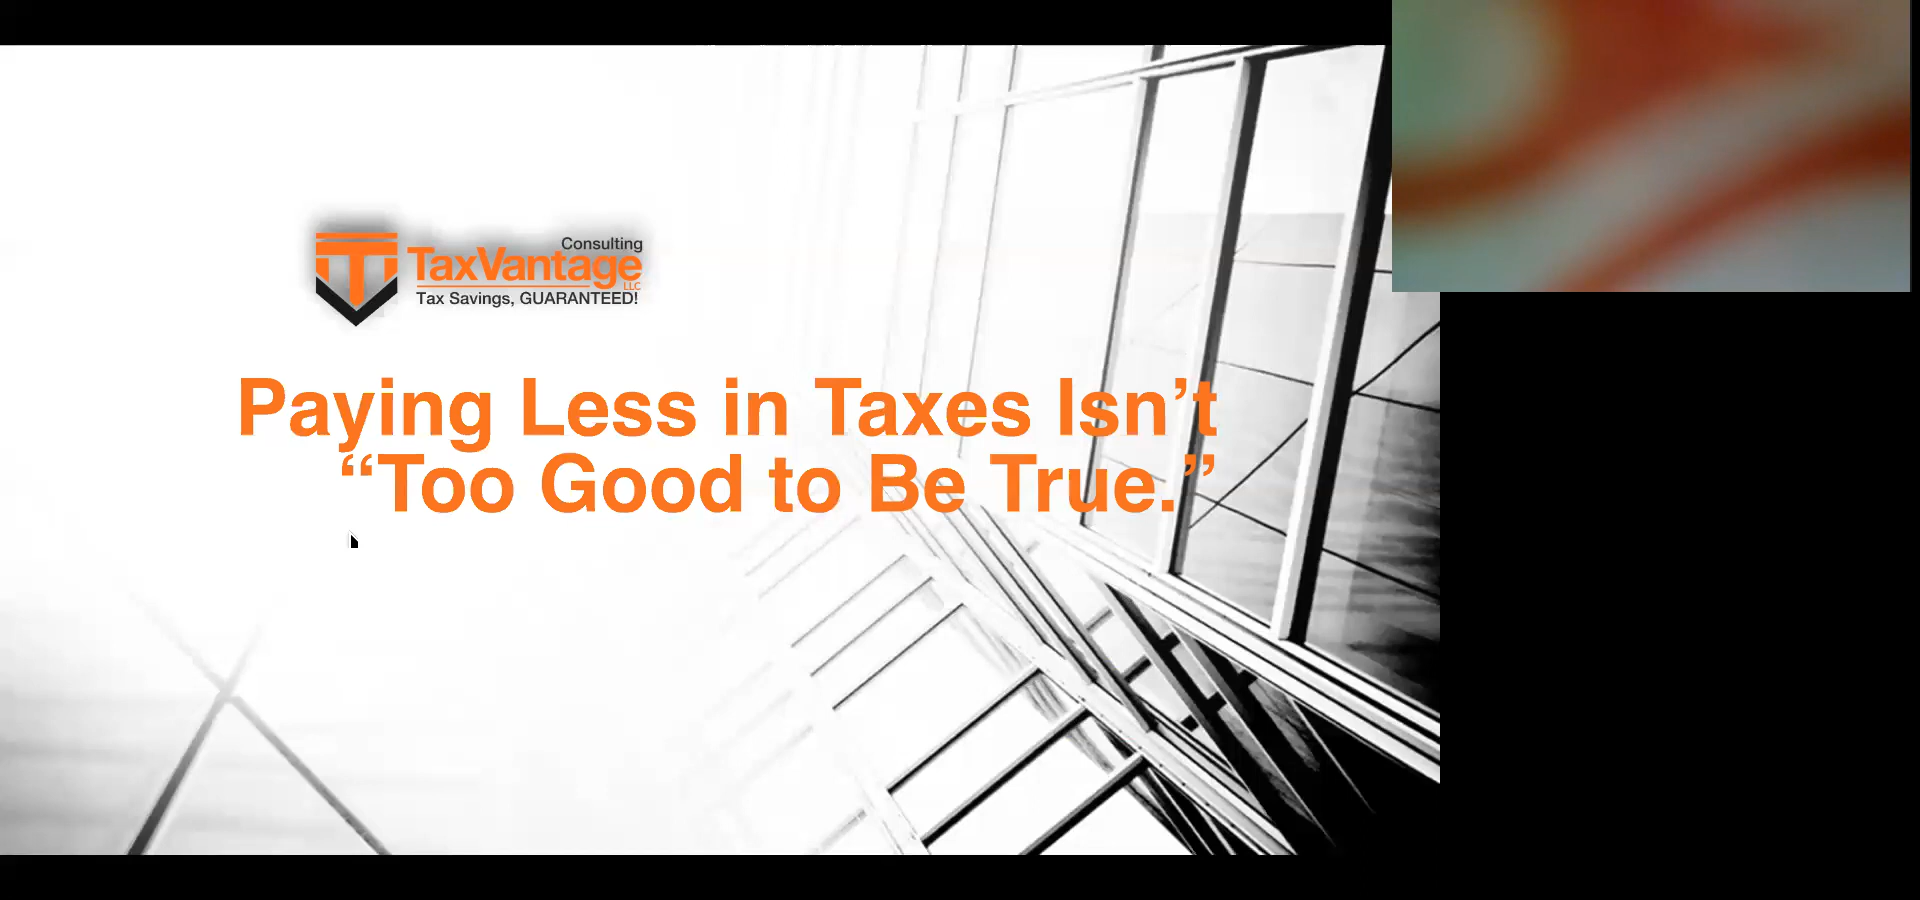 Consulting
TaxVantage
LLC
Tax Savings, GUARANTEED!
Paying Less in Taxes Isn’t
“Too Good to Be True.”